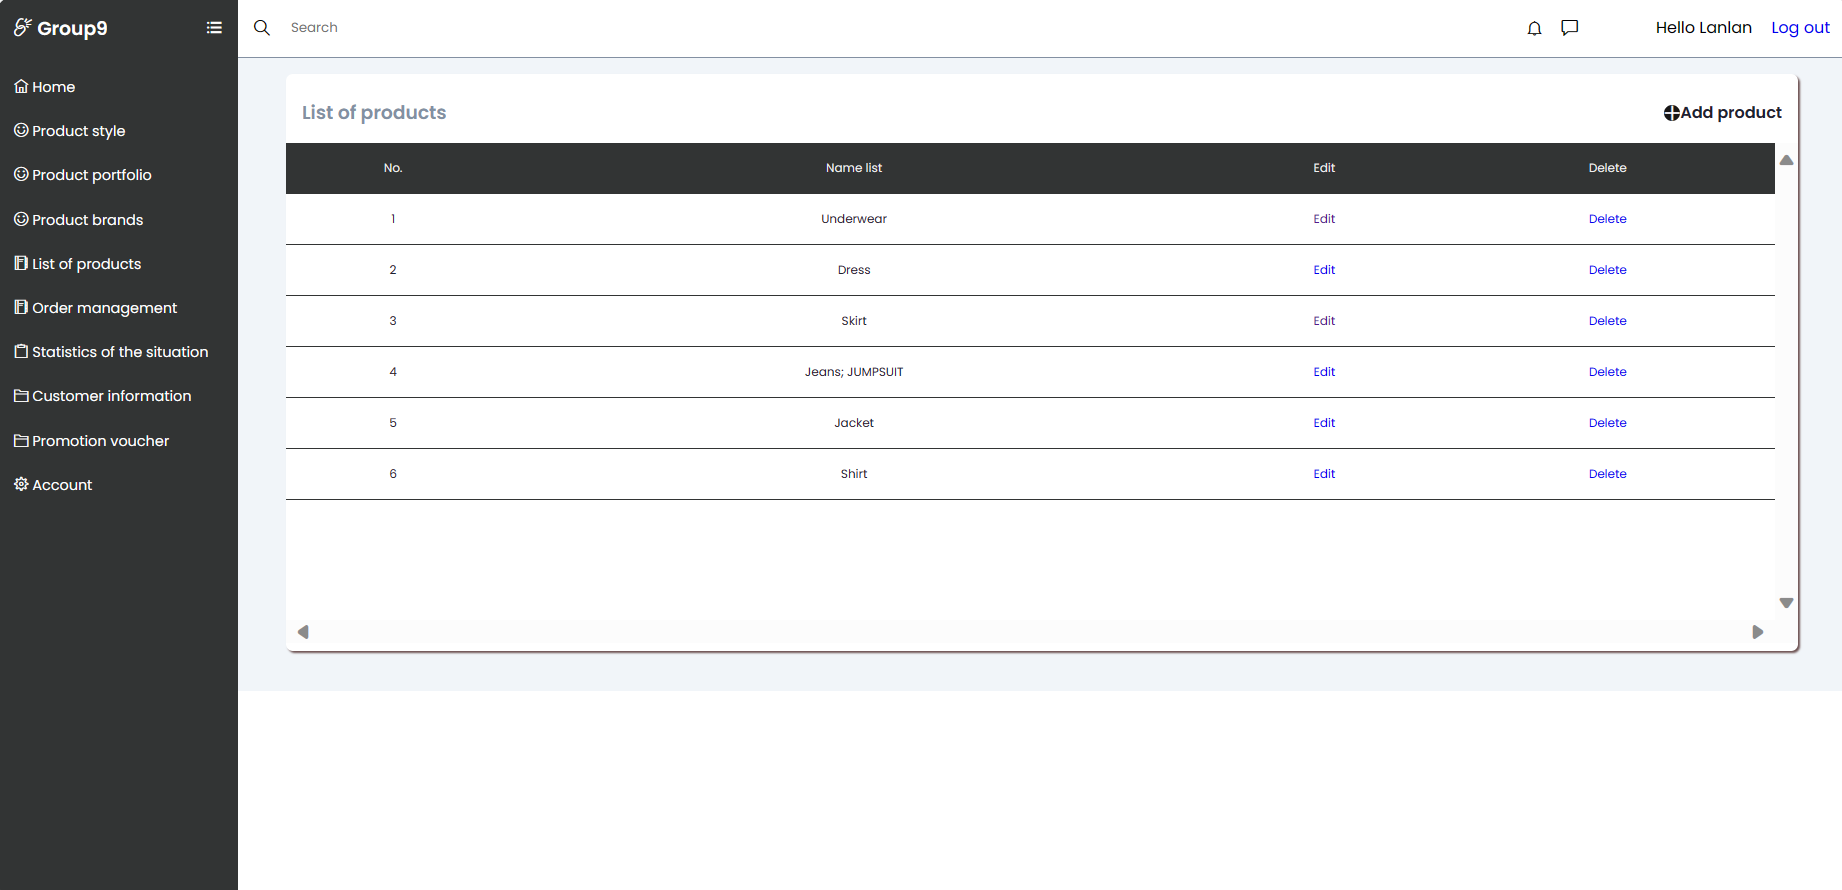 Group9
Search
Hello Lanlan Log out
Home
Product style
Product portfolio
Product brands
List of products
Order management
Statistics of the situation
Customer information
Promotion voucher
Account
List of products
Add product
No. Name list Edit Delete
1 Underwear Edit Delete
2 Dress Edit Delete
3 Skirt Edit Delete
4 Jeans; JUMPSUIT Edit Delete
5 Jacket Edit Delete
6 Shirt Edit Delete